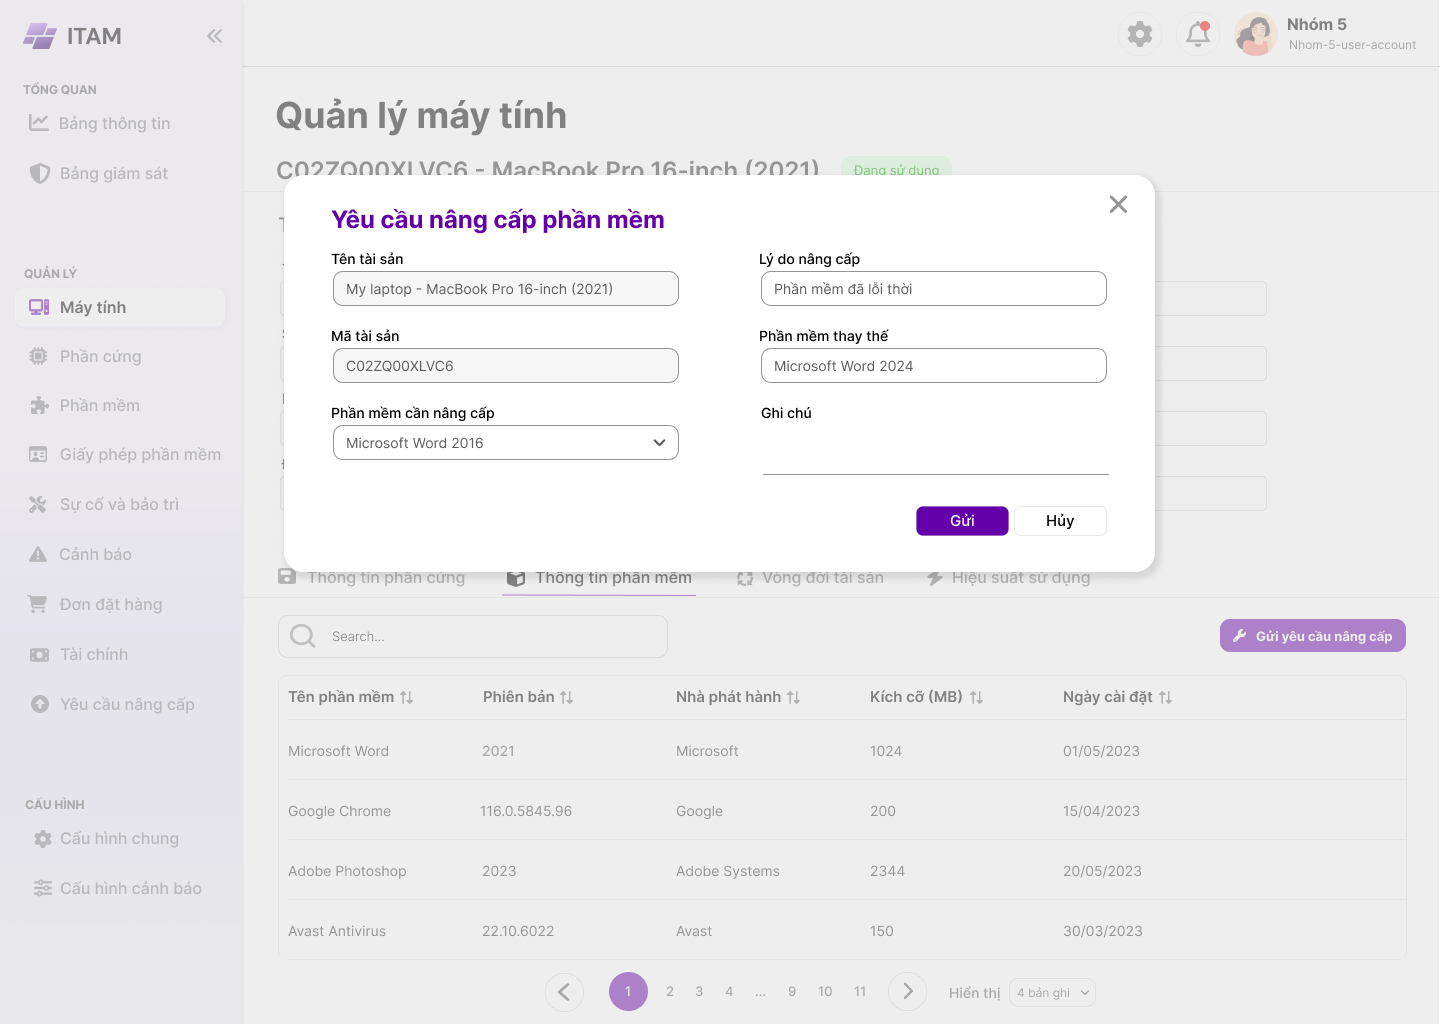 ITAM
Nhóm 5
Nhom-5-user-account
TỔNG QUAN
Bảng thông tin
Bảng giám sát
QUẢN LÝ
Máy tính
Phần cứng
Phần mềm
Giấy phép phần mềm
Sự cố và bảo trì
Cảnh báo
Đơn đặt hàng
Tài chính
Yêu cầu nâng cấp
CẤU HÌNH
Cấu hình chung
Cấu hình cảnh báo
Quản lý máy tính
C02ZQ00XLVC6 - MacBook Pro 16-inch (2021)
Đang sử dụng
Yêu cầu nâng cấp phần mềm
Tên tài sản
My laptop - MacBook Pro 16-inch (2021)
Mã tài sản
C02ZQ00XLVC6
Phần mềm cần nâng cấp
Microsoft Word 2016
Lý do nâng cấp
Phần mềm đã lỗi thời
Phần mềm thay thế
Microsoft Word 2024
Ghi chú
Gửi
Hủy
Thông tin phần cứng
Thông tin phần mềm
Vòng đời tài sản
Hiệu suất sử dụng
Search...
Gửi yêu cầu nâng cấp
Tên phần mềm Phiên bản Nhà phát hành Kích cỡ (MB) Ngày cài đặt
Microsoft Word 2021 Microsoft 1024 01/05/2023
Google Chrome 116.0.5845.96 Google 200 15/04/2023
Adobe Photoshop 2023 Adobe Systems 2344 20/05/2023
Avast Antivirus 22.10.6022 Avast 150 30/03/2023
1 2 3 4 ... 9 10 11
Hiển thị 4 bản ghi